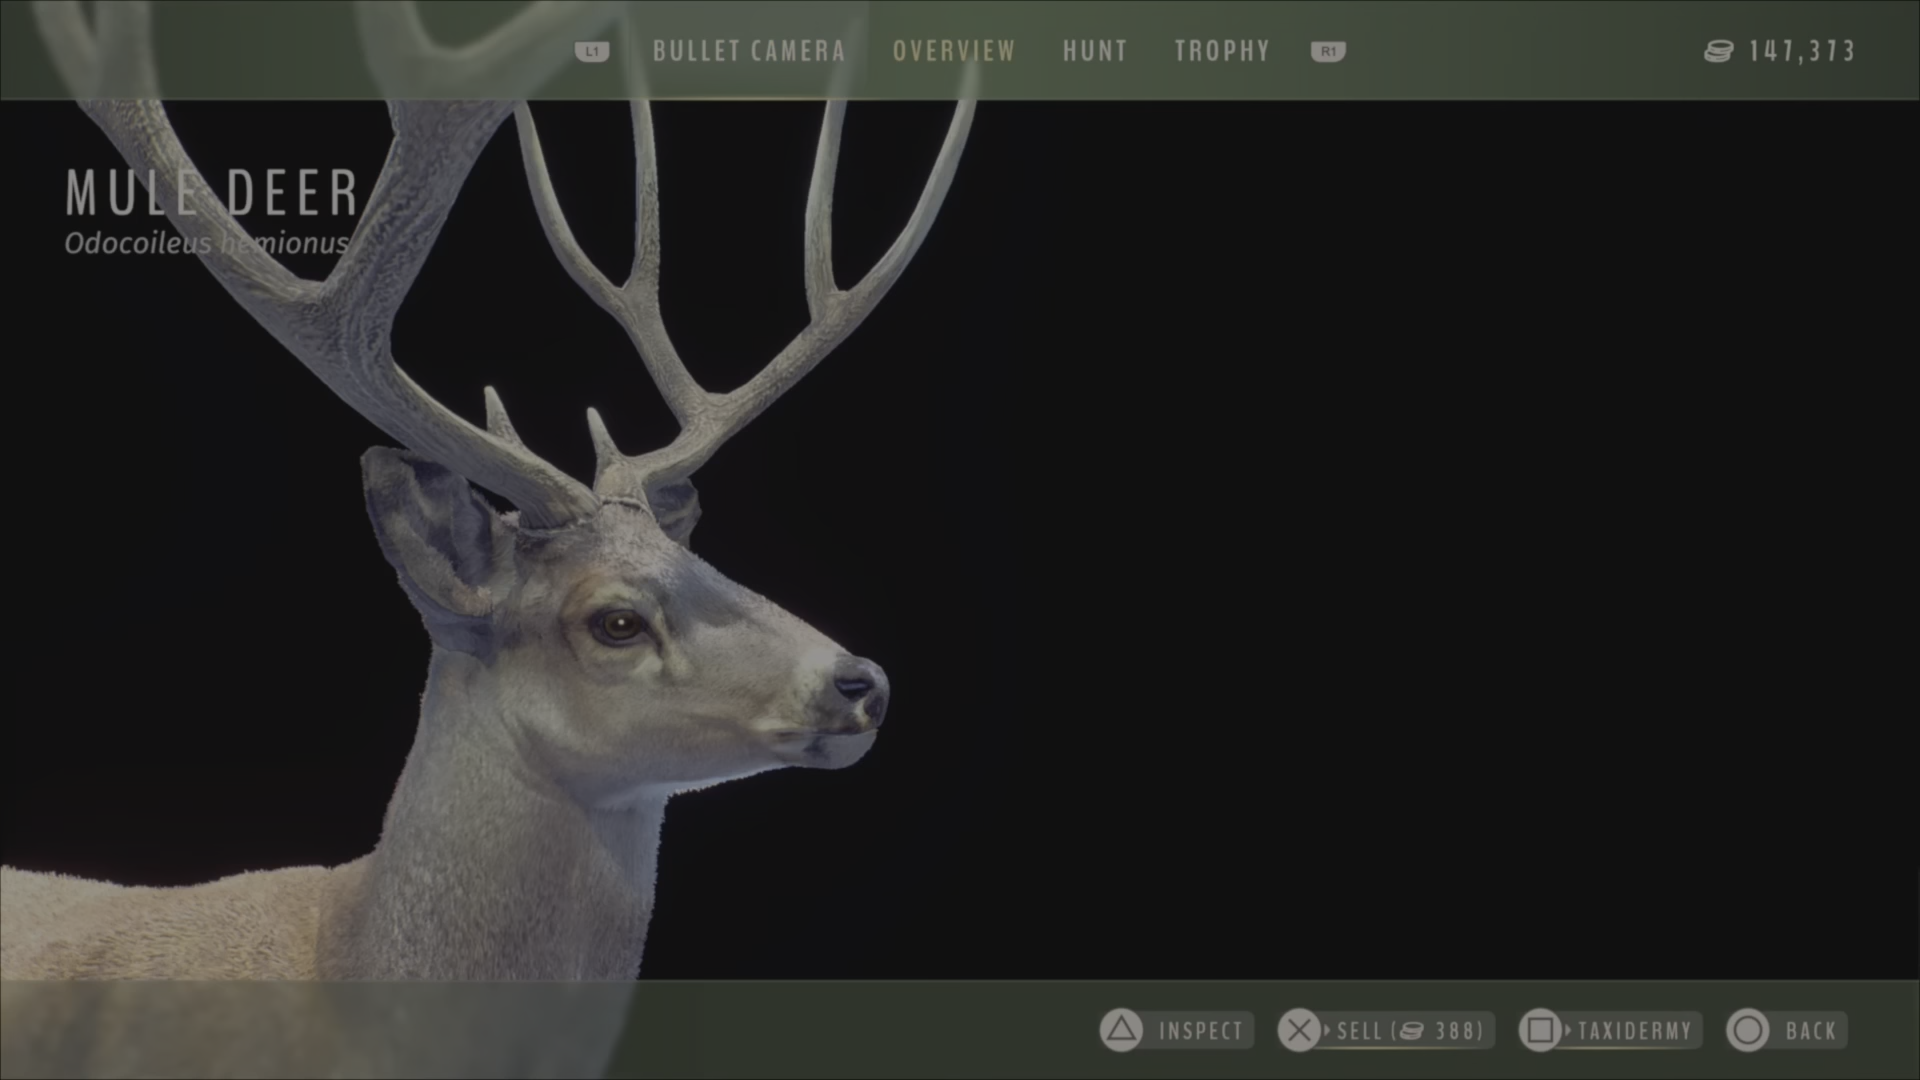 L1 BULLET CAMERA OVERVIEW HUNT TROPHY R1 147,373
MULE DEER
Odocoileus hemionus
INSPECT SELL ( 388) TAXIDERMY BACK